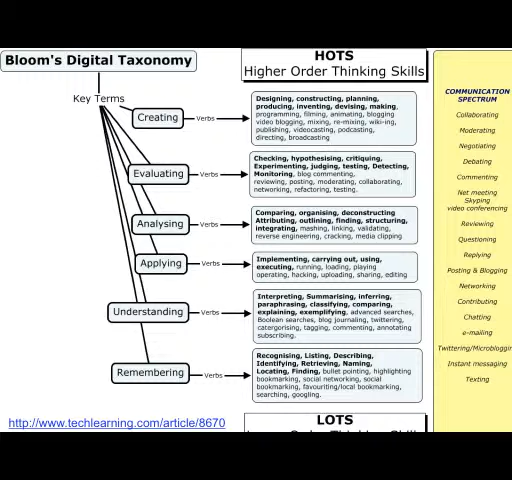 Bloom's Digital Taxonomy
HOTS
Higher Order Thinking Skills
Key Terms
Creating
Verbs
Designing, constructing, planning,
producing, inventing, devising, making,
programming, filming, animating, blogging
video blogging, mixing, re-mixing, wiki-ing,
publishing, videocasting, podcasting,
directing, broadcasting
Evaluating
Verbs
Checking, hypothesising, critiquing,
Experimenting, judging, testing, Detecting,
Monitoring, blog commenting,
reviewing, posting, moderating, collaborating,
networking, refactoring, testing.
Analysing
Verbs
Comparing, organising, deconstructing
Attributing, outlining, finding, structuring,
integrating, mashing, linking, validating,
reverse engineering, cracking, media clipping
Applying
Verbs
Implementing, carrying out, using,
executing, running, loading, playing
operating, hacking, uploading, sharing, editing
Understanding
Verbs
Interpreting, Summarising, inferring,
paraphrasing, classifying, comparing,
explaining, exemplifying, advanced searches,
Boolean searches, blog journaling, twittering,
catergorising, tagging, commenting, annotating
subscribing.
Remembering
Verbs
Recognising, Listing, Describing,
Identifying, Retrieving, Naming,
Locating, Finding, bullet pointing, highlighting
bookmarking, social networking, social
bookmarking, favouriting/local bookmarking,
searching, googling.
LOTS
http://www.techlearning.com/article/8670
COMMUNICATION
SPECTRUM
Collaborating
Moderating
Negotiating
Debating
Commenting
Net meeting
Skyping
video conferencing
Reviewing
Questioning
Replying
Posting & Blogging
Networking
Contributing
Chatting
e-mailing
Twittering/Microbloggin
Instant messaging
Texting